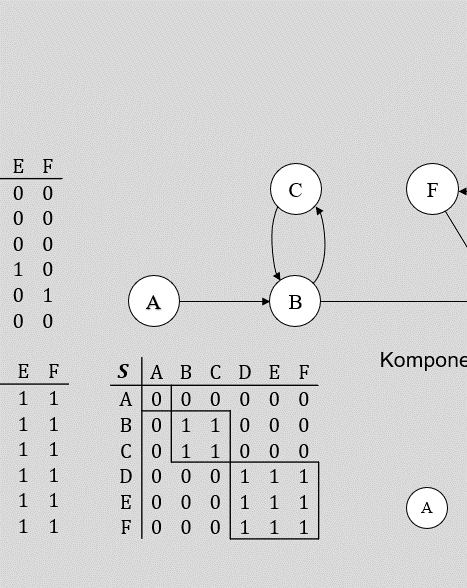 E F
0 0
0 0
0 0
1 0
0 1
0 0
C
F
A
B
Kompone
E F
1 1
1 1
1 1
1 1
1 1
1 1
S A B C D E F
A 0 0 0 0 0 0
B 0 1 1 0 0 0
C 0 1 1 0 0 0
D 0 0 0 1 1 1
E 0 0 0 1 1 1
F 0 0 0 1 1 1
A